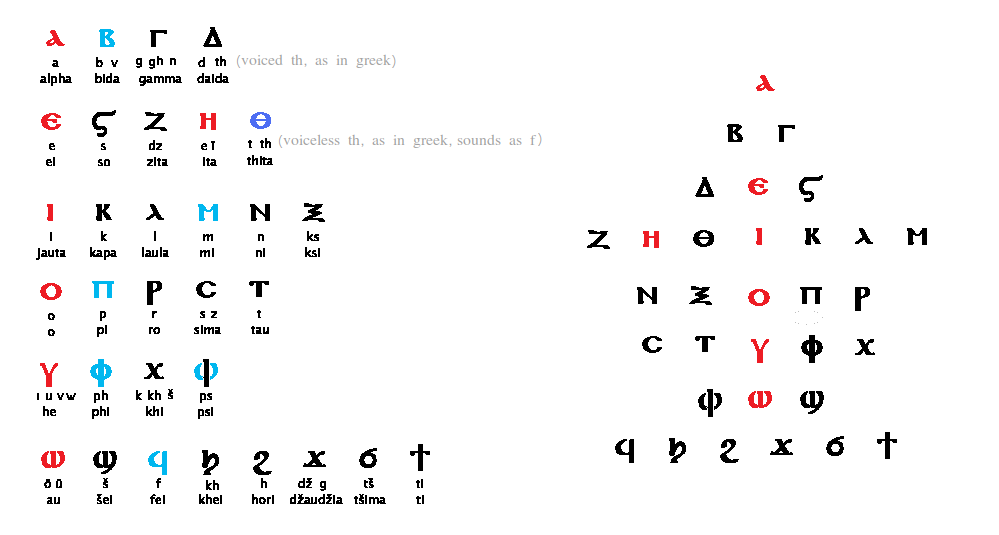 ⲁ ⲃ ⲅ ⲇ
a b v g gh n d th (voiced th, as in greek)
alpha bida gamma dalda
ⲉ ⲋ ⲍ ⲏ ⲑ
e s dz e ī t th (voiceless th, as in greek, sounds as f)
ei so zita ita thita
ⲓ ⲕ ⲗ ⲙ ⲛ ⲝ
i k l m n ks
jauta kapa laula mi ni ksi
ⲟ ⲡ ⲣ ⲥ ⲧ
o p r s z t
o pi ro sima tau
ⲩ ⲫ ⲭ ⲯ
ı u v w ph k kh š ps
he phi khi psi
ⲱ ϣ ϥ ϧ ϩ ϫ ϭ ϯ
ō ū š f kh h dž g tš ti
au šei fei khei hori džaudžia tšima ti
ⲁ
ⲃ ⲅ
ⲇ ⲉ ⲋ
ⲍ ⲏ ⲑ ⲓ ⲕ ⲗ ⲙ
ⲛ ⲝ ⲟ ⲡ ⲣ
ⲥ ⲧ ⲩ ⲫ ⲭ
ⲯ ⲱ ϣ
ϥ ϧ ϩ ϫ ϭ ϯ